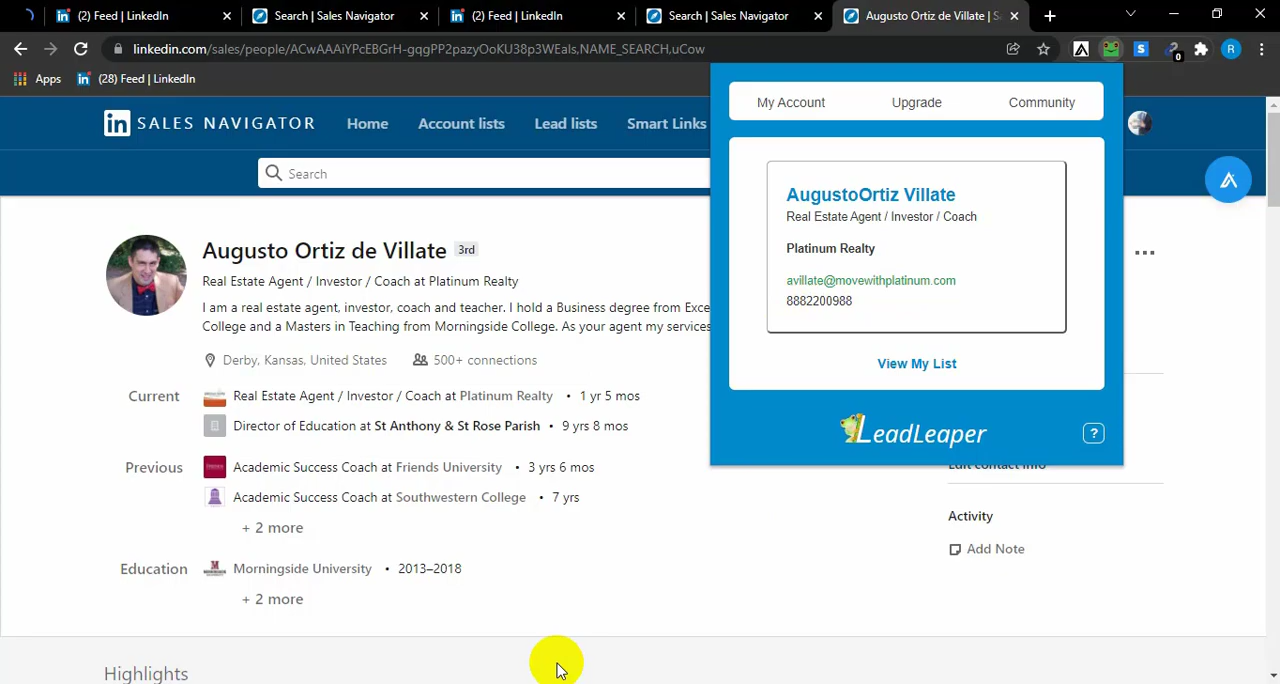 (2) Feed | LinkedIn
Search | Sales Navigator
(2) Feed | LinkedIn
Search | Sales Navigator
Augusto Ortiz de Villate | S
linkedin.com/sales/people/ACwAAAiYPcEBGrH-gqgPP2pazyOoKU38p3WEals,NAME_SEARCH,uCow
S
0
R
Apps
(28) Feed | LinkedIn
My Account
Upgrade
Community
in SALES NAVIGATOR
Home
Account lists
Lead lists
Smart Links
Search
AugustoOrtiz Villate
Real Estate Agent / Investor / Coach
Platinum Realty
avillate@movewithplatinum.com
8882200988
View My List
LeadLeaper
?
Augusto Ortiz de Villate 3rd
Real Estate Agent / Investor / Coach at Platinum Realty
I am a real estate agent, investor, coach and teacher. I hold a Business degree from Exce
College and a Masters in Teaching from Morningside College. As your agent my services
Derby, Kansas, United States
500+ connections
Current
Real Estate Agent / Investor / Coach at Platinum Realty • 1 yr 5 mos
Director of Education at St Anthony & St Rose Parish • 9 yrs 8 mos
Previous
Academic Success Coach at Friends University • 3 yrs 6 mos
Academic Success Coach at Southwestern College • 7 yrs
+ 2 more
Education
Morningside University • 2013–2018
+ 2 more
Edit contact info
Activity
Add Note
Highlights